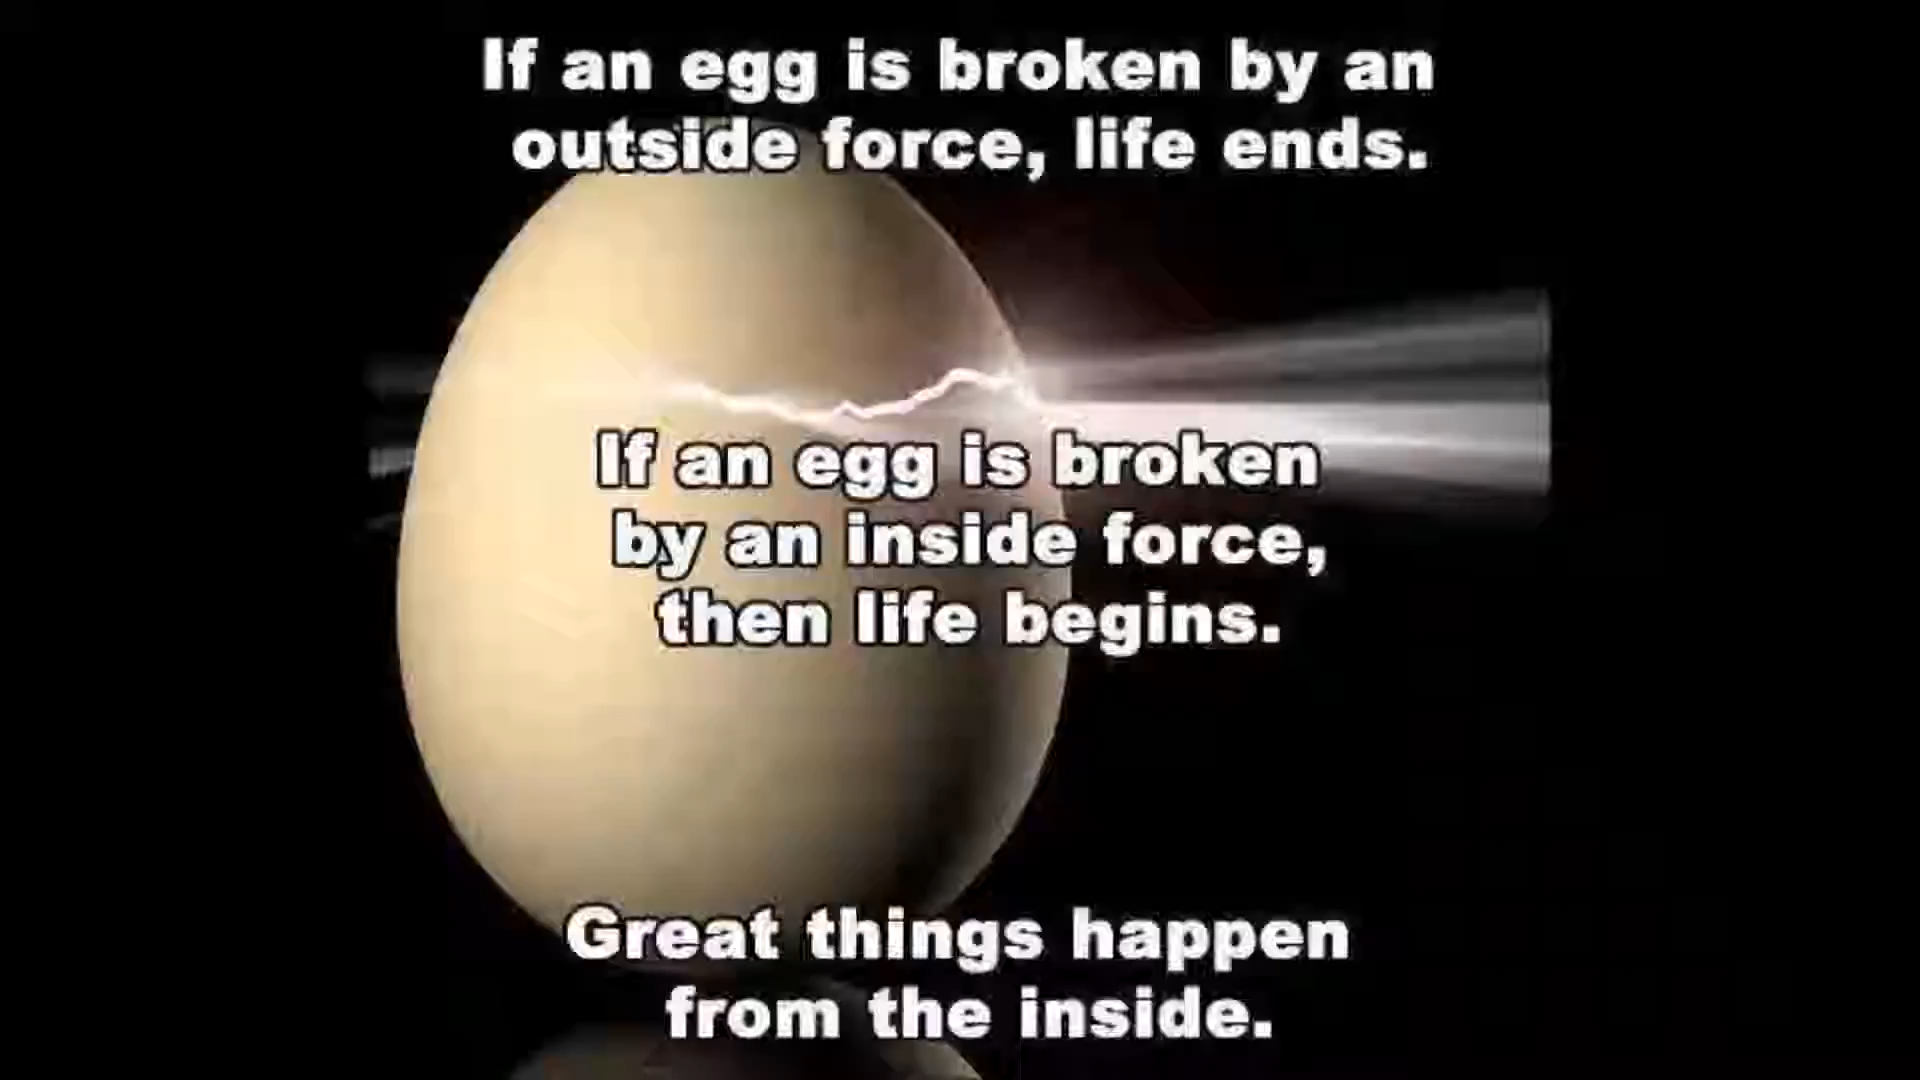 If an egg is broken by an
outside force, life ends.
If an egg is broken
by an inside force,
then life begins.
Great things happen
from the inside.